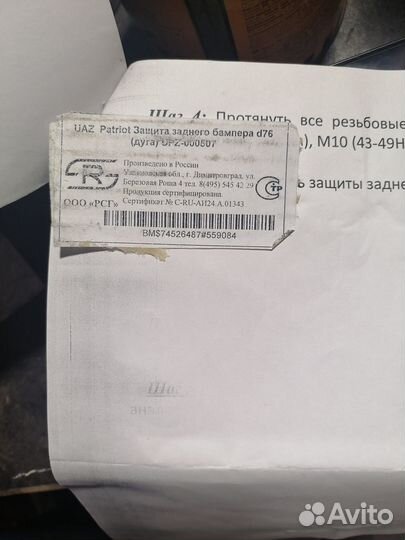 Шаг 4: Протянуть все резьбовые
), М10 (43-49Н
ь защиты задне
UAZ Patriot Защита заднего бампера d76
(дуга) UPZ-000507
Произведено в России
Ульяновская обл., г. Димитровград, ул.
Березовая Роща 4 тел. 8(495) 545 42 29
Продукция сертифицирована
Сертификат № C-RU-АИ24.А.01343
ООО «РСГ»
ТР
BMS74526487#559084
Avito